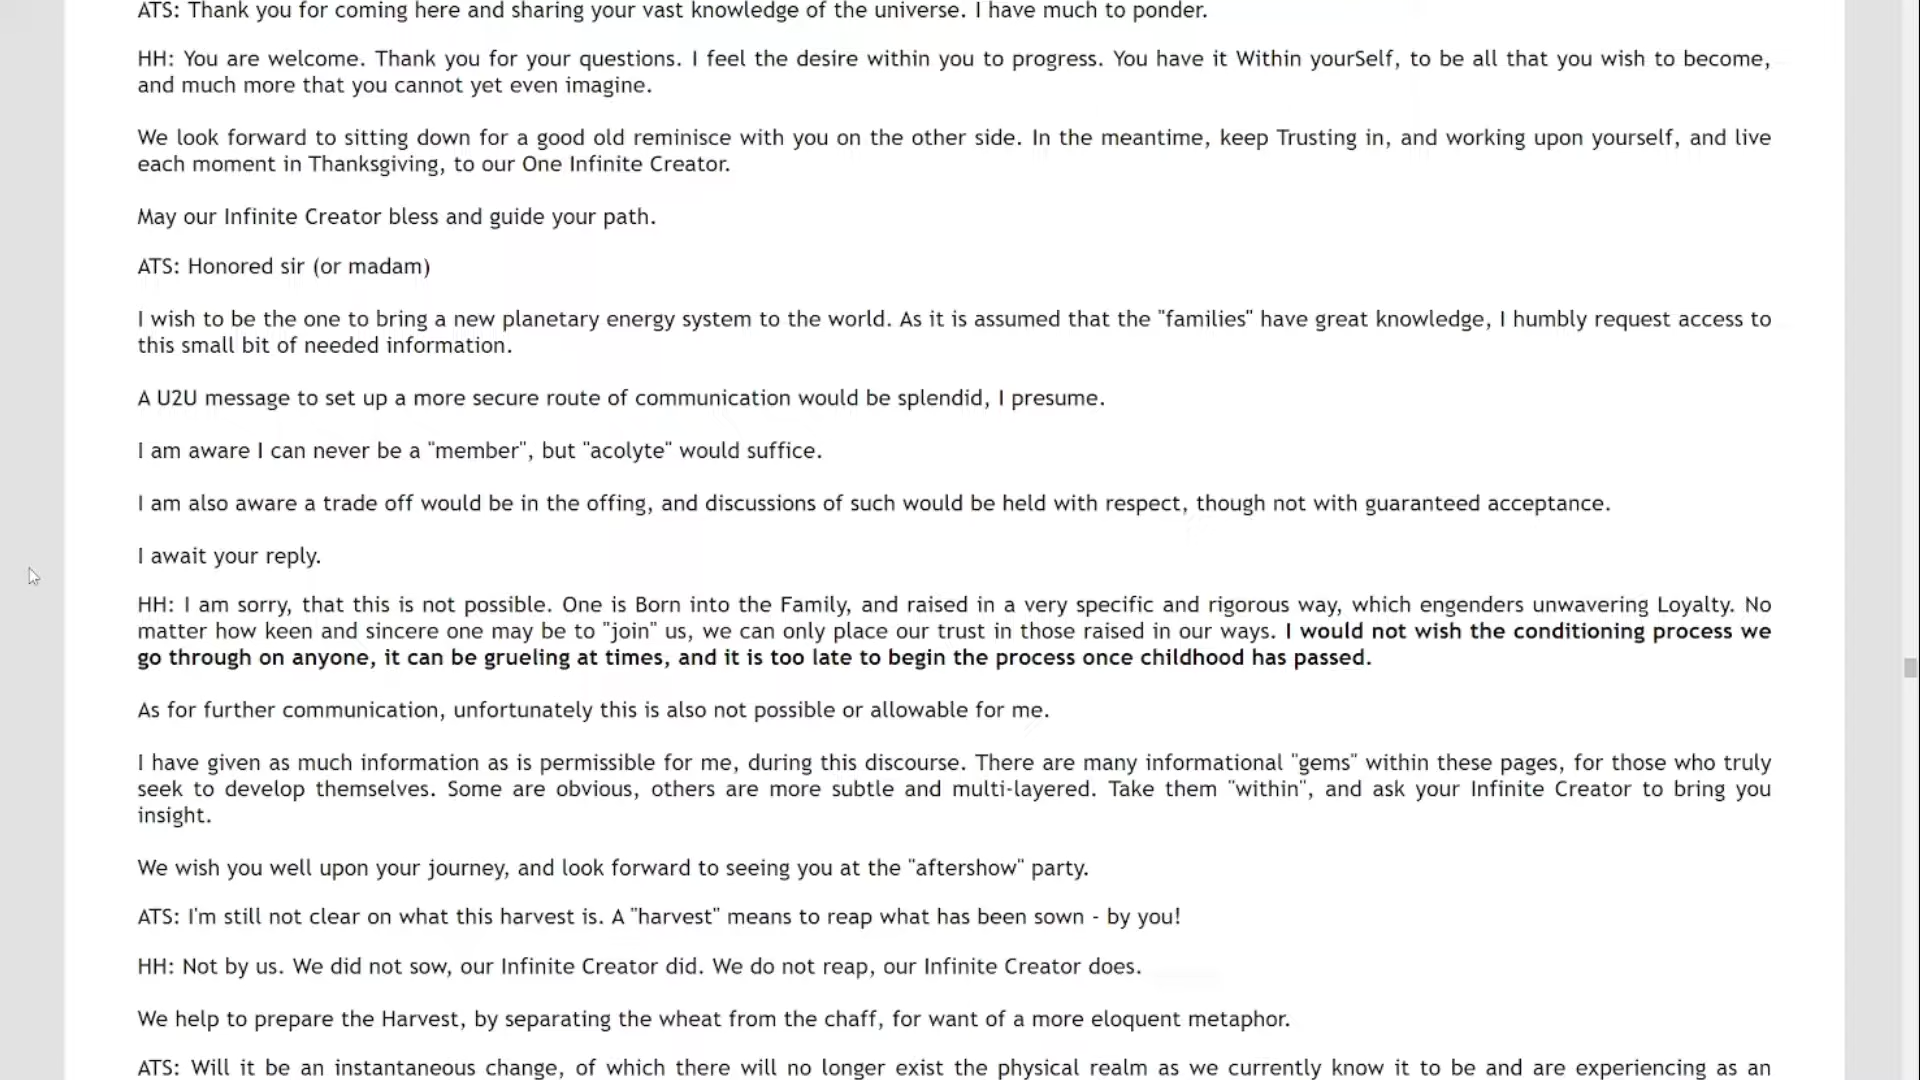 ATS: Thank you for coming here and sharing your vast knowledge of the universe. I have much to ponder.
HH: You are welcome. Thank you for your questions. I feel the desire within you to progress. You have it Within yourSelf, to be all that you wish to become,
and much more that you cannot yet even imagine.
We look forward to sitting down for a good old reminisce with you on the other side. In the meantime, keep Trusting in, and working upon yourself, and live
each moment in Thanksgiving, to our One Infinite Creator.
May our Infinite Creator bless and guide your path.
ATS: Honored sir (or madam)
I wish to be the one to bring a new planetary energy system to the world. As it is assumed that the "families" have great knowledge, I humbly request access to
this small bit of needed information.
A U2U message to set up a more secure route of communication would be splendid, I presume.
I am aware I can never be a "member", but "acolyte" would suffice.
I am also aware a trade off would be in the offing, and discussions of such would be held with respect, though not with guaranteed acceptance.
I await your reply.
HH: I am sorry, that this is not possible. One is Born into the Family, and raised in a very specific and rigorous way, which engenders unwavering Loyalty. No
matter how keen and sincere one may be to "join" us, we can only place our trust in those raised in our ways. I would not wish the conditioning process we
go through on anyone, it can be grueling at times, and it is too late to begin the process once childhood has passed.
As for further communication, unfortunately this is also not possible or allowable for me.
I have given as much information as is permissible for me, during this discourse. There are many informational "gems" within these pages, for those who truly
seek to develop themselves. Some are obvious, others are more subtle and multi-layered. Take them "within", and ask your Infinite Creator to bring you
insight.
We wish you well upon your journey, and look forward to seeing you at the "aftershow" party.
ATS: I'm still not clear on what this harvest is. A "harvest" means to reap what has been sown - by you!
HH: Not by us. We did not sow, our Infinite Creator did. We do not reap, our Infinite Creator does.
We help to prepare the Harvest, by separating the wheat from the chaff, for want of a more eloquent metaphor.
ATS: Will it be an instantaneous change, of which there will no longer exist the physical realm as we currently know it to be and are experiencing as an